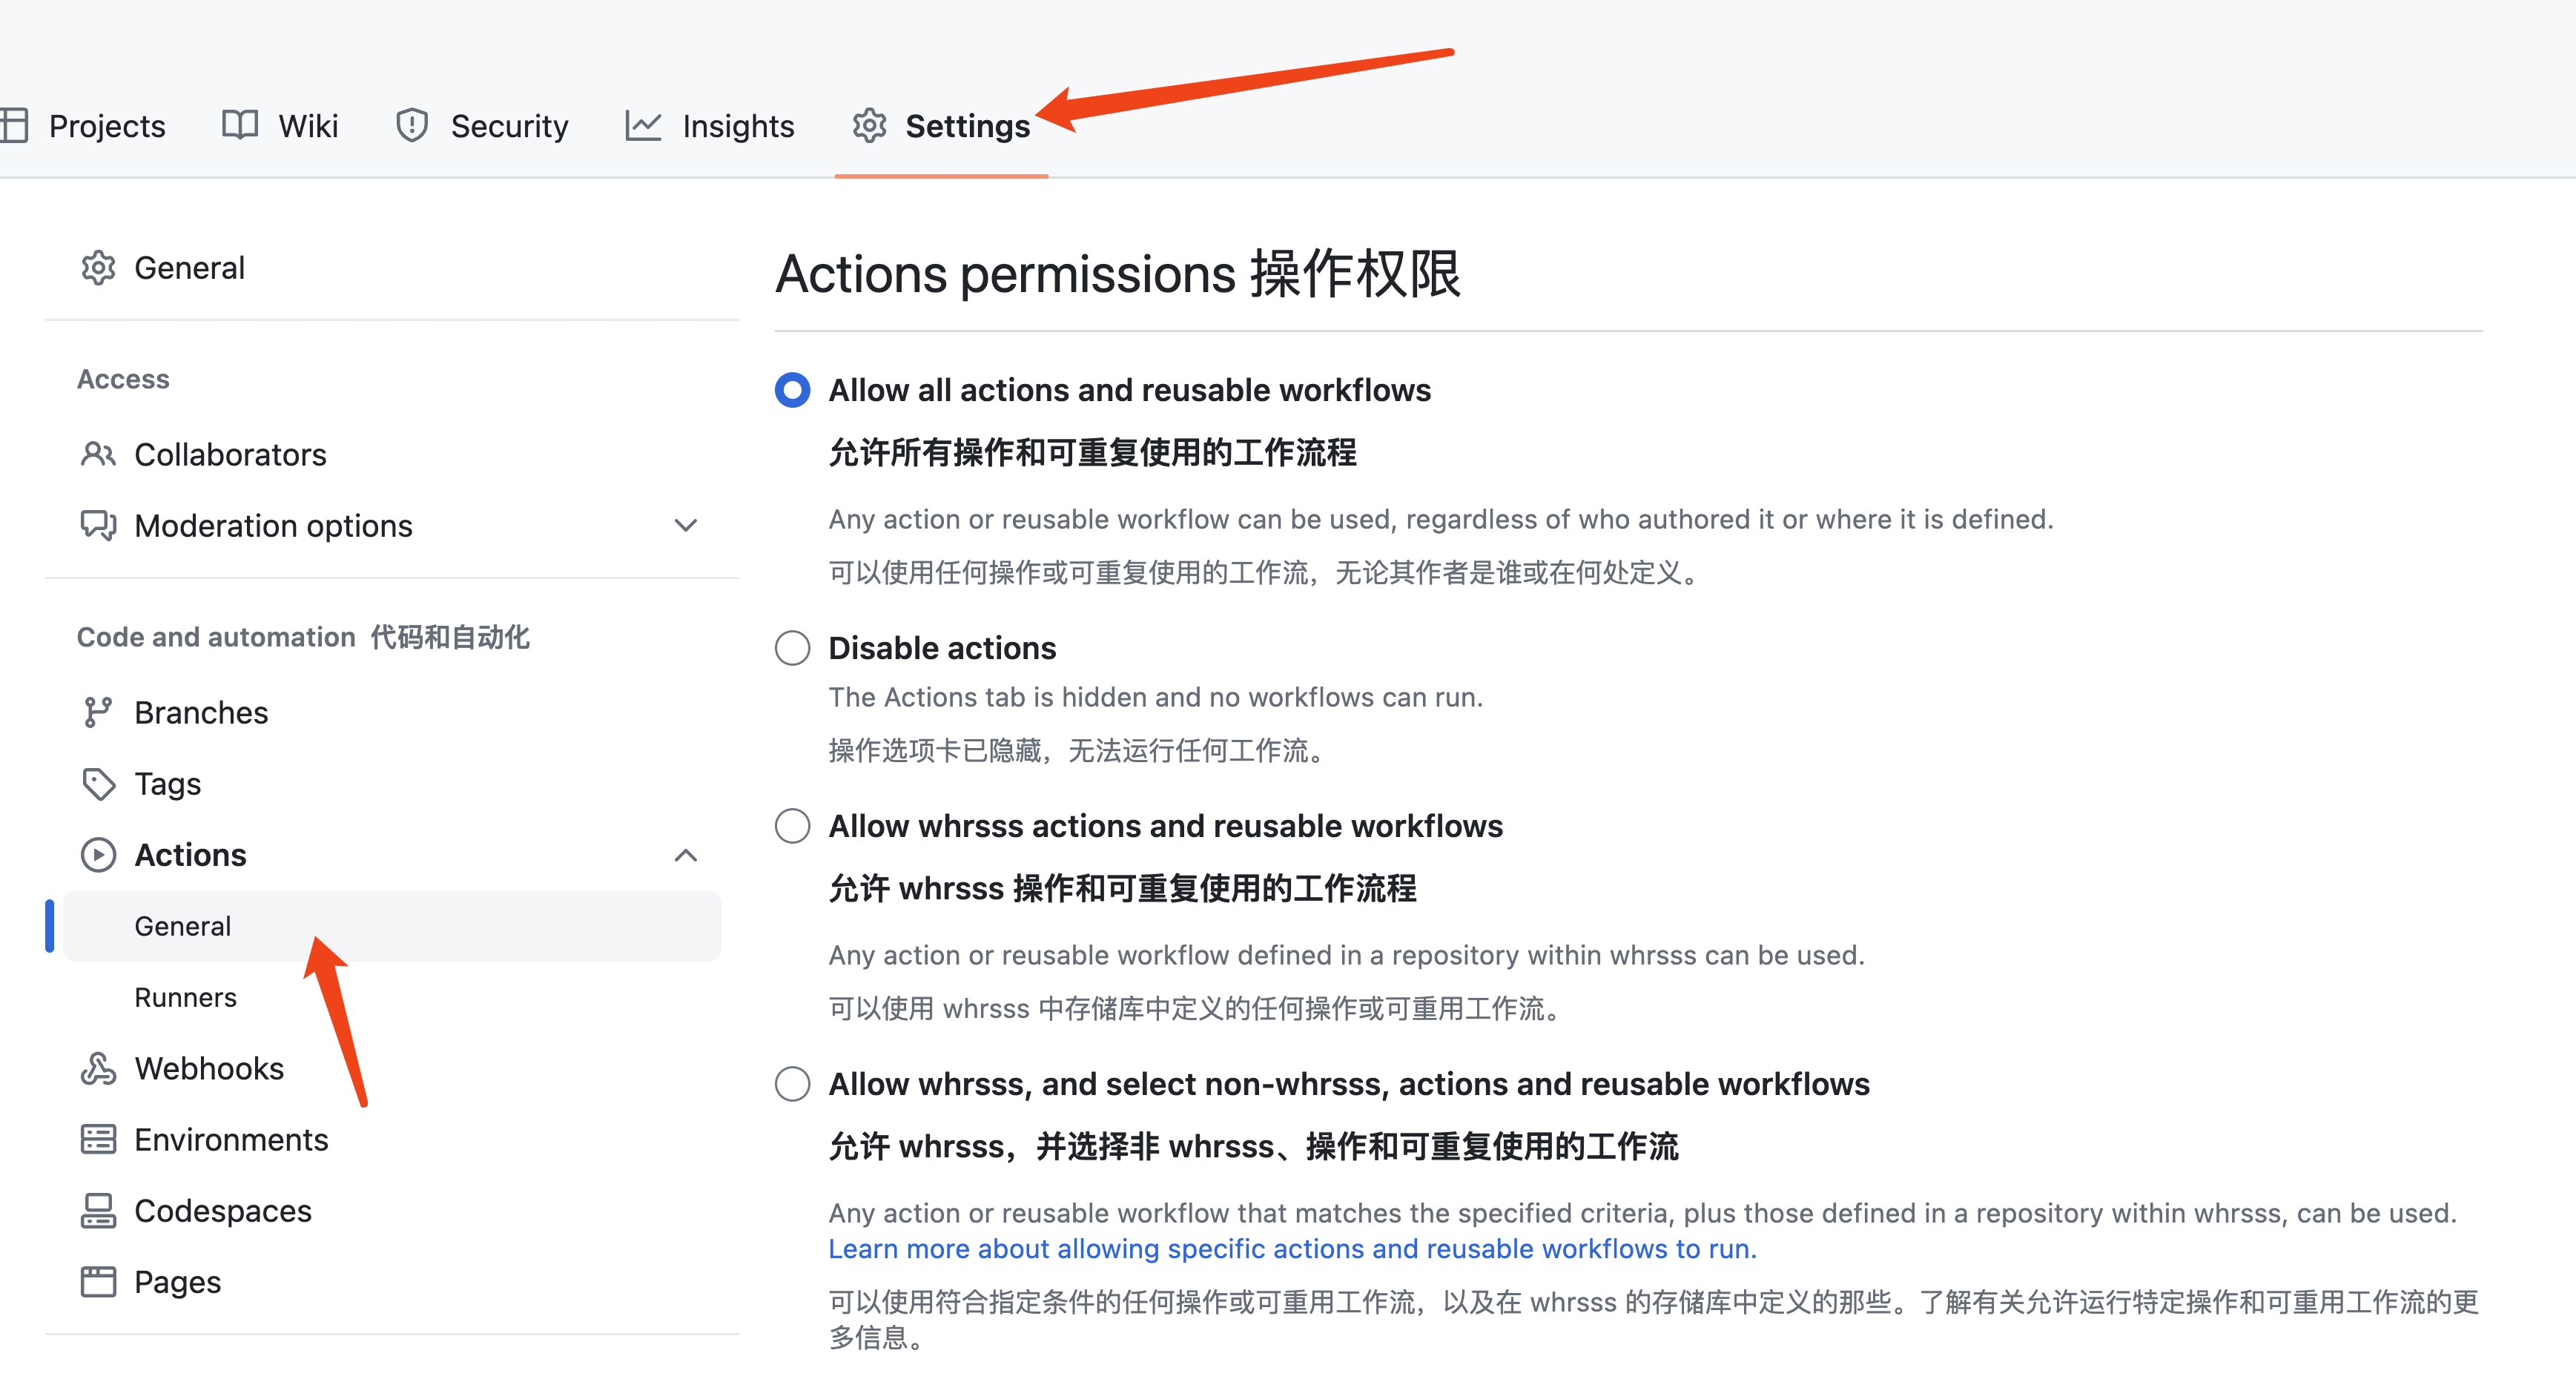 Projects
Wiki
Security
Insights
Settings
General
Access
Collaborators
Moderation options
Code and automation 代码和自动化
Branches
Tags
Actions
General
Runners
Webhooks
Environments
Codespaces
Pages
Actions permissions 操作权限
Allow all actions and reusable workflows
允许所有操作和可重复使用的工作流程
Any action or reusable workflow can be used, regardless of who authored it or where it is defined.
可以使用任何操作或可重复使用的工作流，无论其作者是谁或在何处定义。
Disable actions
The Actions tab is hidden and no workflows can run.
操作选项卡已隐藏，无法运行任何工作流。
Allow whrsss actions and reusable workflows
允许 whrsss 操作和可重复使用的工作流程
Any action or reusable workflow defined in a repository within whrsss can be used.
可以使用 whrsss 中存储库中定义的任何操作或可重用工作流。
Allow whrsss, and select non-whrsss, actions and reusable workflows
允许 whrsss，并选择非 whrsss、操作和可重复使用的工作流
Any action or reusable workflow that matches the specified criteria, plus those defined in a repository within whrsss, can be used.
Learn more about allowing specific actions and reusable workflows to run.
可以使用符合指定条件的任何操作或可重用工作流，以及在 whrsss 的存储库中定义的那些。了解有关允许运行特定操作和可重用工作流的更
多信息。